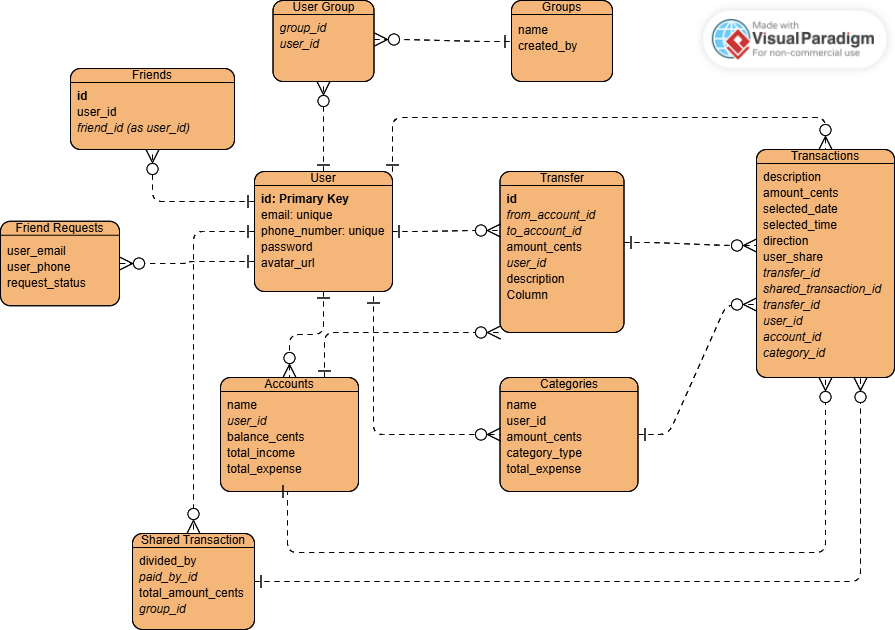 User Group
group_id
user_id
Groups
name
created_by
Made with
VisualParadigm
For non-commercial use
Friends
id
user_id
friend_id (as user_id)
User
id: Primary Key
email: unique
phone_number: unique
password
avatar_url
Transfer
id
from_account_id
to_account_id
amount_cents
user_id
description
Column
Transactions
description
amount_cents
selected_date
selected_time
direction
user_share
transfer_id
shared_transaction_id
transfer_id
user_id
account_id
category_id
Friend Requests
user_email
user_phone
request_status
Accounts
name
user_id
balance_cents
total_income
total_expense
Categories
name
user_id
amount_cents
category_type
total_expense
Shared Transaction
divided_by
paid_by_id
total_amount_cents
group_id